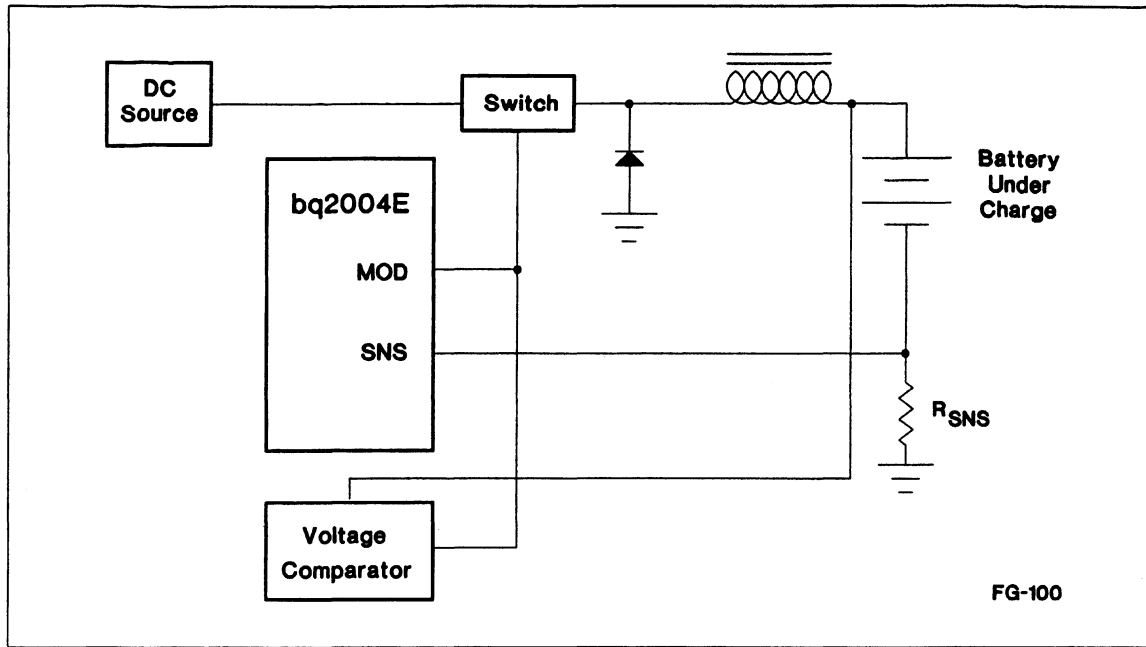 DC
Source
Switch
bq2004E
MOD
SNS
Battery
Under
Charge
RSNS
Voltage
Comparator
FG-100